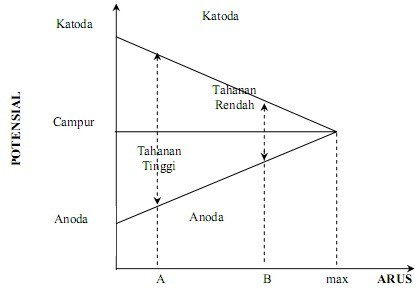 Katoda
Katoda
Tahanan
Rendah
Campur
Tahanan
Tinggi
Anoda
Anoda
POTENSIAL
A
B
max
ARUS